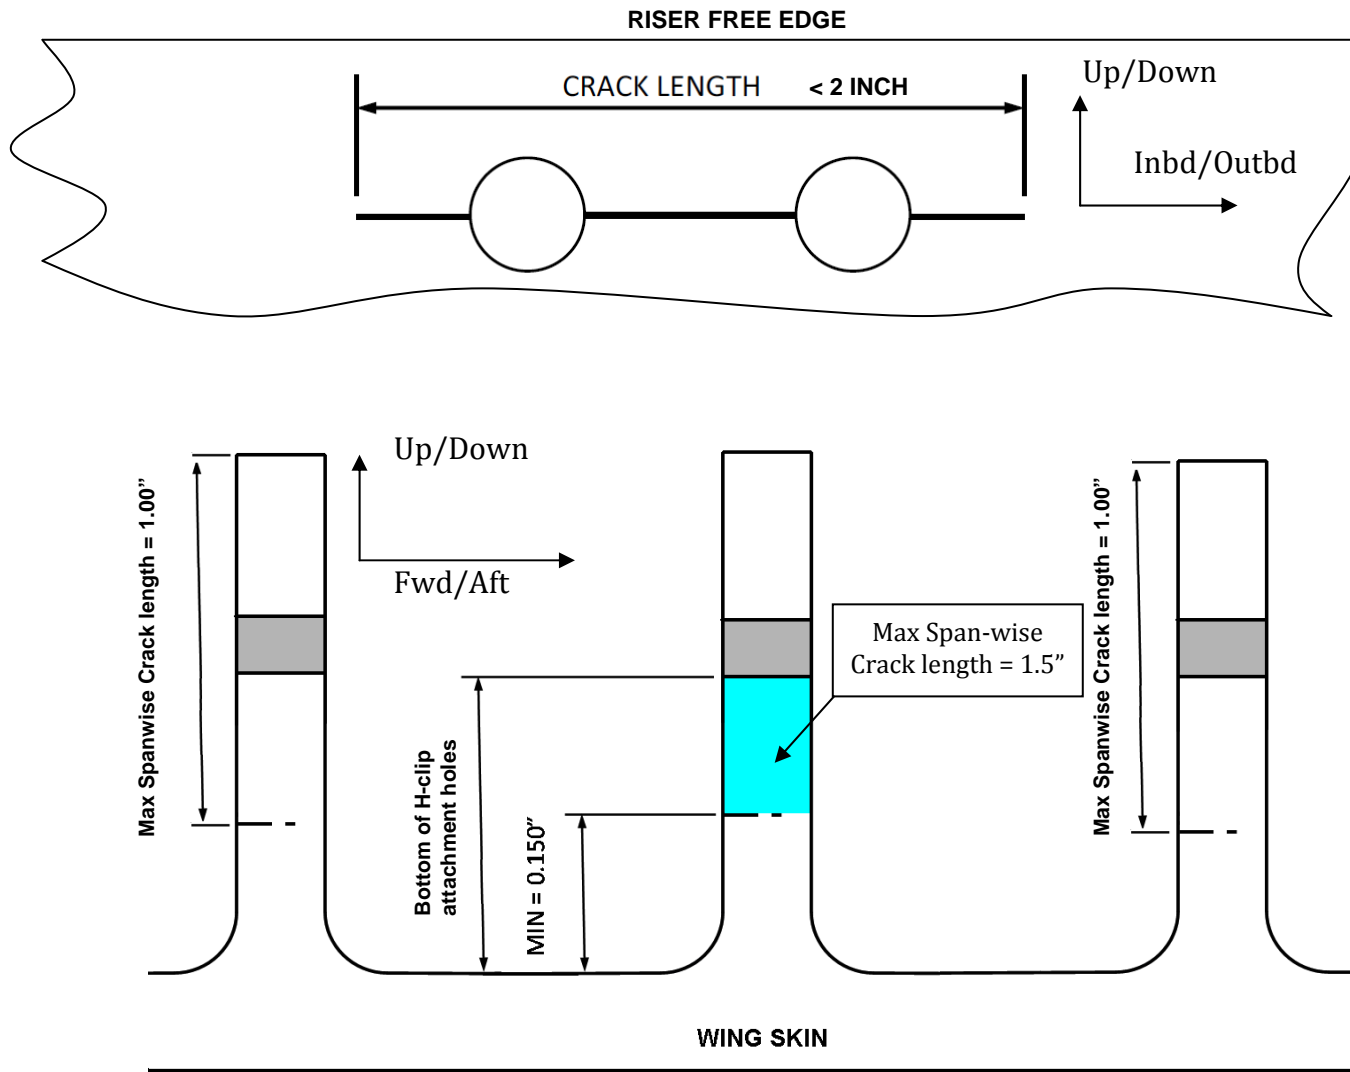 RISER FREE EDGE
CRACK LENGTH < 2 INCH
Up/Down
Inbd/Outbd
Up/Down
Fwd/Aft
Max Spanwise Crack length = 1.00”
Max Span-wise
Crack length = 1.5”
Max Spanwise Crack length = 1.00”
Bottom of H-clip
attachment holes
MIN = 0.150”
WING SKIN